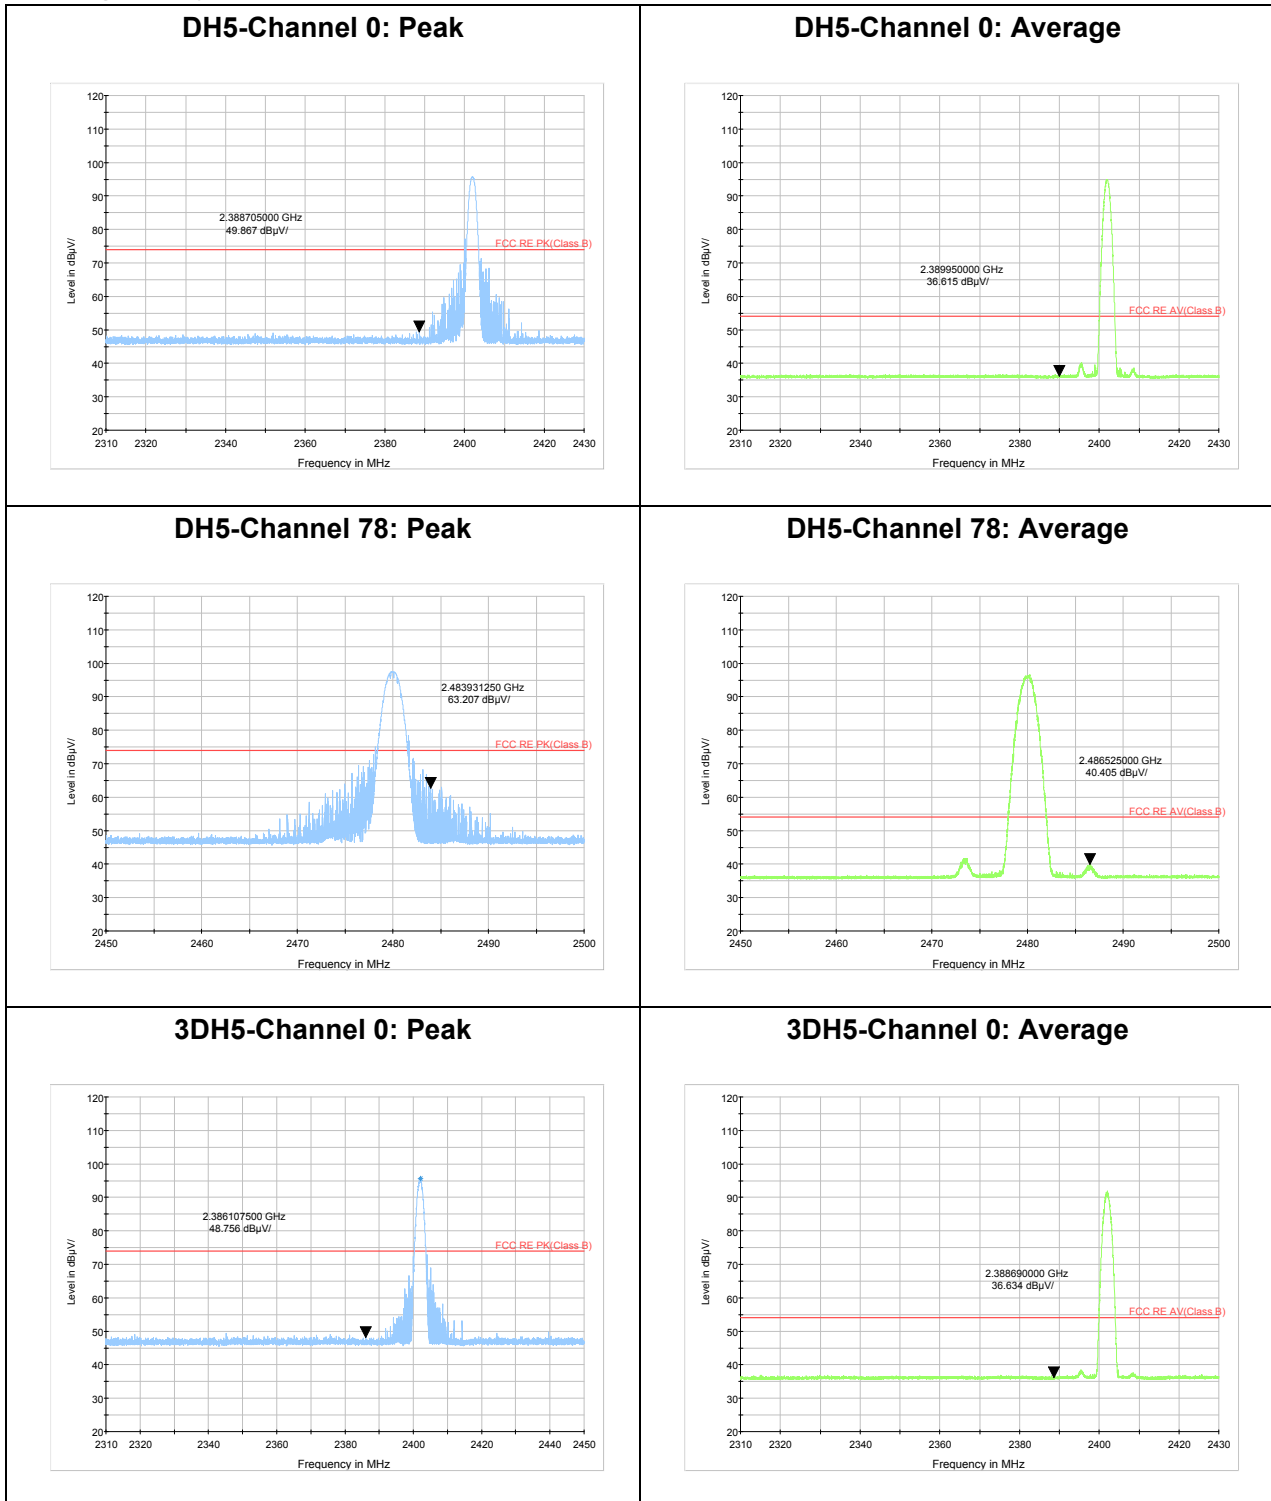 DH5-Channel 0: Peak
120
110
100
90
80
70
60
50
40
30
20
Level in dBµV/
2.388705000 GHz
49.867 dBµV/
FCC RE PK(Class B)
2310 2320 2340 2360 2380 2400 2420 2430
Frequency in MHz
DH5-Channel 0: Average
120
110
100
90
80
70
60
50
40
30
20
Level in dBµV/
2.389950000 GHz
36.615 dBµV/
FCC RE AV(Class B)
2310 2320 2340 2360 2380 2400 2420 2430
Frequency in MHz
DH5-Channel 78: Peak
120
110
100
90
80
70
60
50
40
30
20
Level in dBµV/
2.483931250 GHz
63.207 dBµV/
FCC RE PK(Class B)
2450 2460 2470 2480 2490 2500
Frequency in MHz
DH5-Channel 78: Average
120
110
100
90
80
70
60
50
40
30
20
Level in dBµV/
2.486525000 GHz
40.405 dBµV/
FCC RE AV(Class B)
2450 2460 2470 2480 2490 2500
Frequency in MHz
3DH5-Channel 0: Peak
120
110
100
90
80
70
60
50
40
30
20
Level in dBµV/
2.386107500 GHz
48.756 dBµV/
FCC RE PK(Class B)
2310 2320 2340 2360 2380 2400 2420 2440 2450
Frequency in MHz
3DH5-Channel 0: Average
120
110
100
90
80
70
60
50
40
30
20
Level in dBµV/
2.388690000 GHz
36.634 dBµV/
FCC RE AV(Class B)
2310 2320 2340 2360 2380 2400 2420 2430
Frequency in MHz